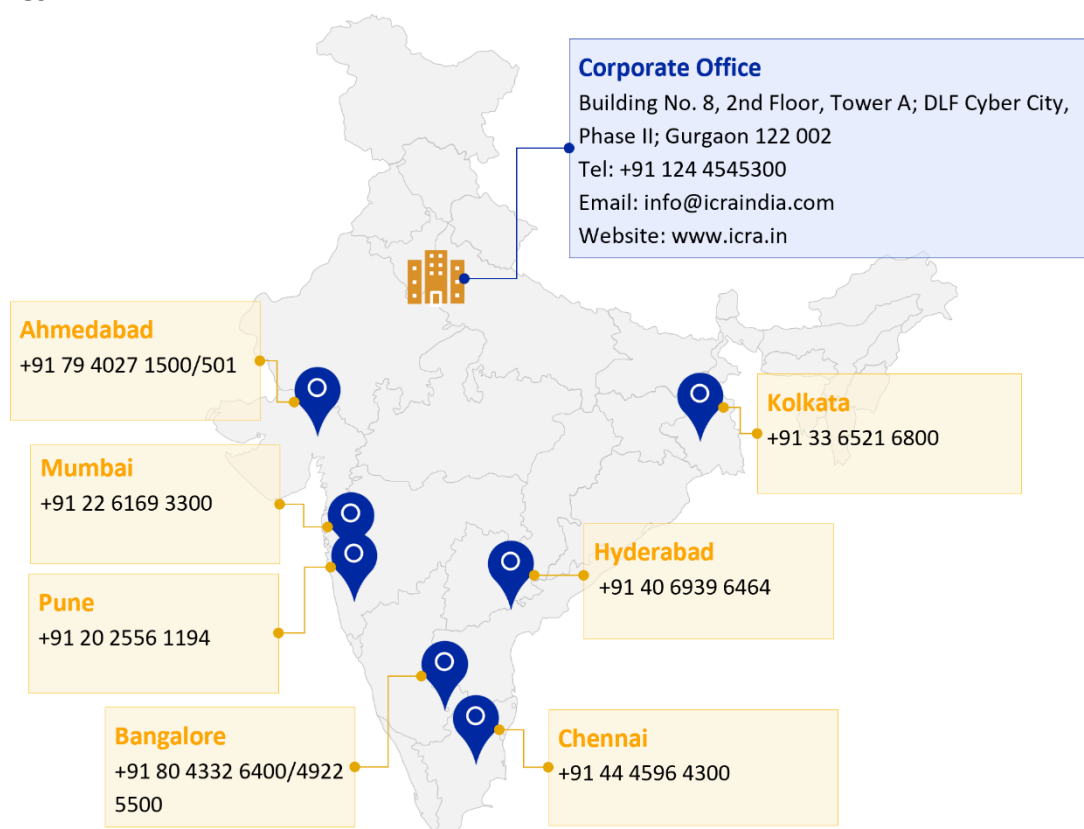 Corporate Office
Building No. 8, 2nd Floor, Tower A; DLF Cyber City,
Phase II; Gurgaon 122 002
Tel: +91 124 4545300
Email: info@icraindia.com
Website: www.icra.in
Ahmedabad
+91 79 4027 1500/501
Kolkata
+91 33 6521 6800
Mumbai
+91 22 6169 3300
Hyderabad
+91 40 6939 6464
Pune
+91 20 2556 1194
Bangalore
+91 80 4332 6400/4922
5500
Chennai
+91 44 4596 4300